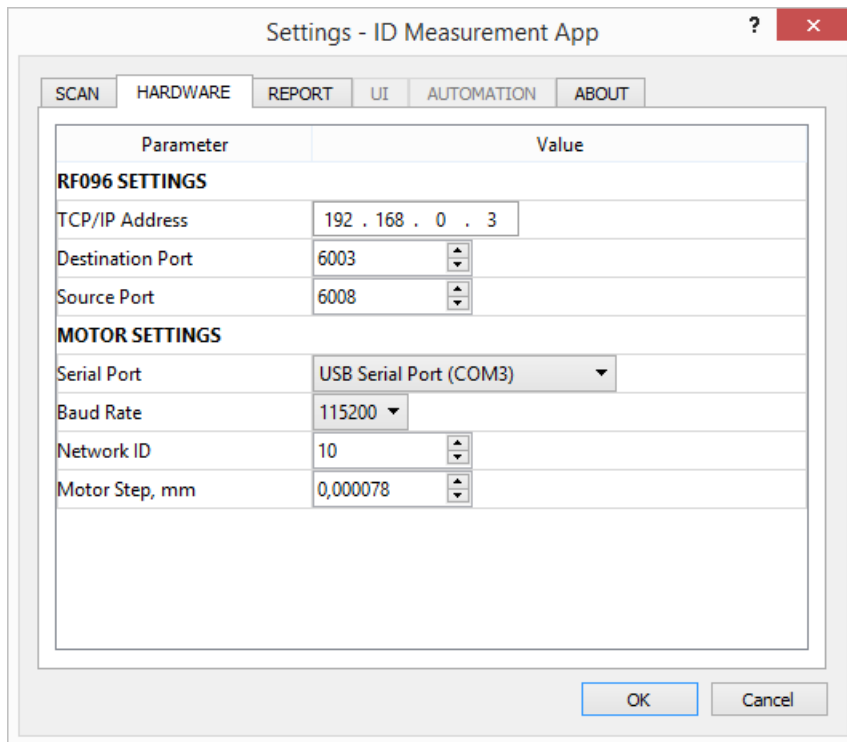 Settings - ID Measurement App ? ×
SCAN HARDWARE REPORT UI AUTOMATION ABOUT
Parameter Value
RF096 SETTINGS
TCP/IP Address 192 . 168 . 0 . 3
Destination Port 6003
Source Port 6008
MOTOR SETTINGS
Serial Port USB Serial Port (COM3)
Baud Rate 115200
Network ID 10
Motor Step, mm 0,000078
OK Cancel